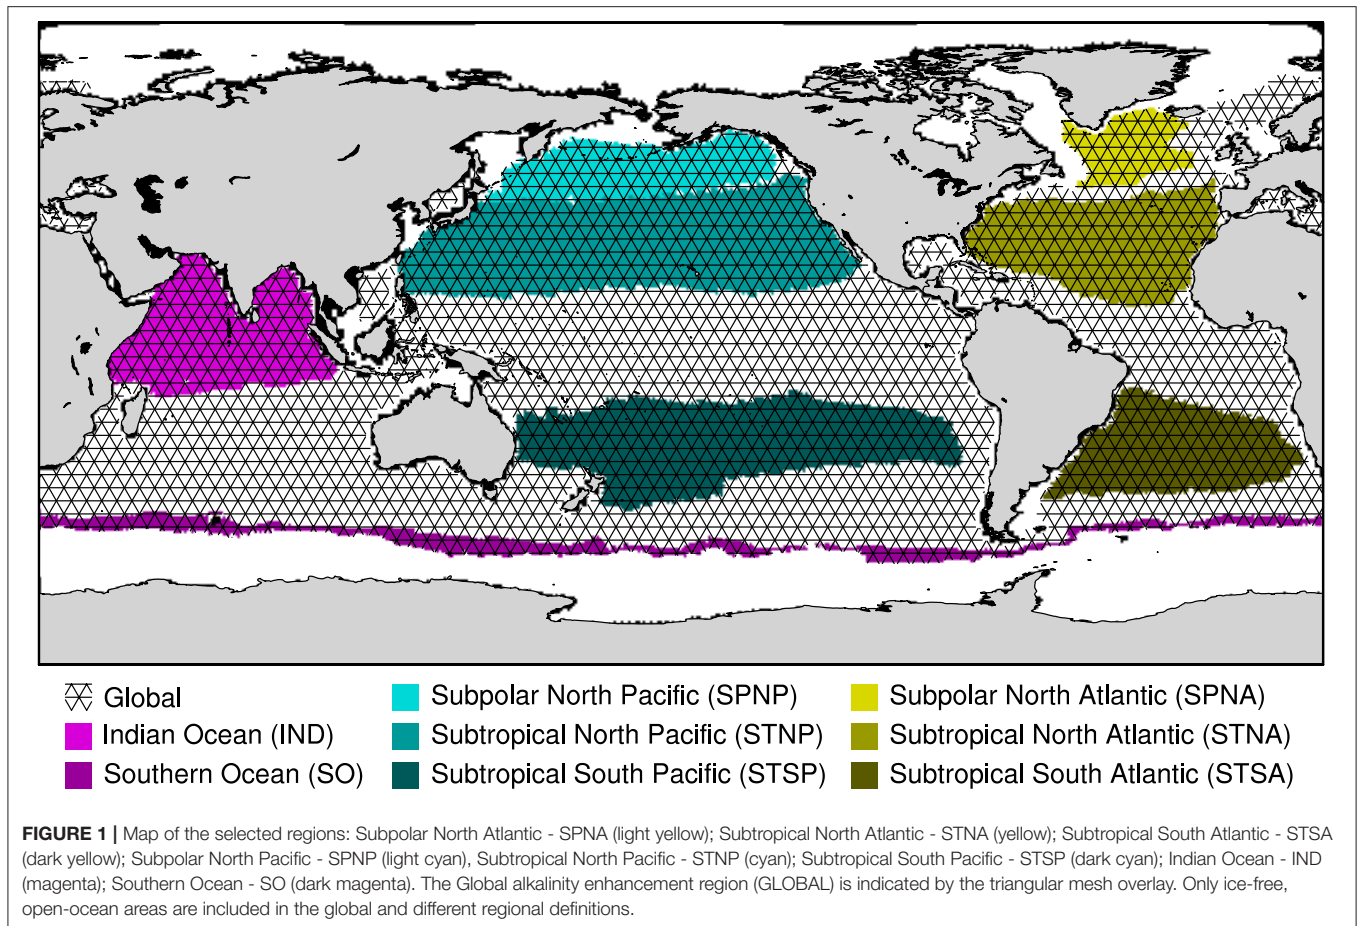 Global
Indian Ocean (IND)
Southern Ocean (SO)
Subpolar North Pacific (SPNP)
Subtropical North Pacific (STNP)
Subtropical South Pacific (STSP)
Subpolar North Atlantic (SPNA)
Subtropical North Atlantic (STNA)
Subtropical South Atlantic (STSA)
FIGURE 1 | Map of the selected regions: Subpolar North Atlantic - SPNA (light yellow); Subtropical North Atlantic - STNA (yellow); Subtropical South Atlantic - STSA
(dark yellow); Subpolar North Pacific - SPNP (light cyan), Subtropical North Pacific - STNP (cyan); Subtropical South Pacific - STSP (dark cyan); Indian Ocean - IND
(magenta); Southern Ocean - SO (dark magenta). The Global alkalinity enhancement region (GLOBAL) is indicated by the triangular mesh overlay. Only ice-free,
open-ocean areas are included in the global and different regional definitions.